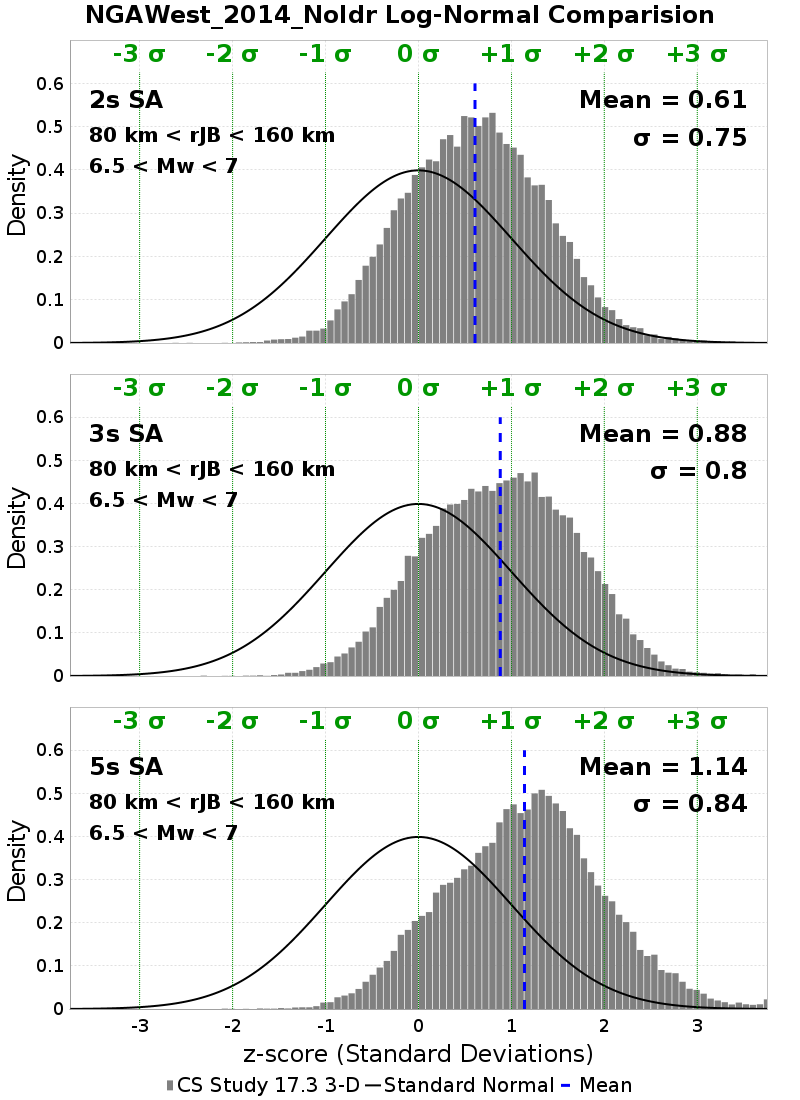 NGAWest_2014_NoIdr Log-Normal Comparision
-3 σ -2 σ -1 σ 0 σ +1 σ +2 σ +3 σ
2s SA
Mean = 0.61
80 km < rJB < 160 km
σ = 0.75
6.5 < Mw < 7
Density
0.6
0.5
0.4
0.3
0.2
0.1
0
-3 σ -2 σ -1 σ 0 σ +1 σ +2 σ +3 σ
3s SA
Mean = 0.88
80 km < rJB < 160 km
σ = 0.8
6.5 < Mw < 7
Density
0.6
0.5
0.4
0.3
0.2
0.1
0
-3 σ -2 σ -1 σ 0 σ +1 σ +2 σ +3 σ
5s SA
Mean = 1.14
80 km < rJB < 160 km
σ = 0.84
6.5 < Mw < 7
Density
0.6
0.5
0.4
0.3
0.2
0.1
0
-3 -2 -1 0 1 2 3
z-score (Standard Deviations)
CS Study 17.3 3-D Standard Normal Mean